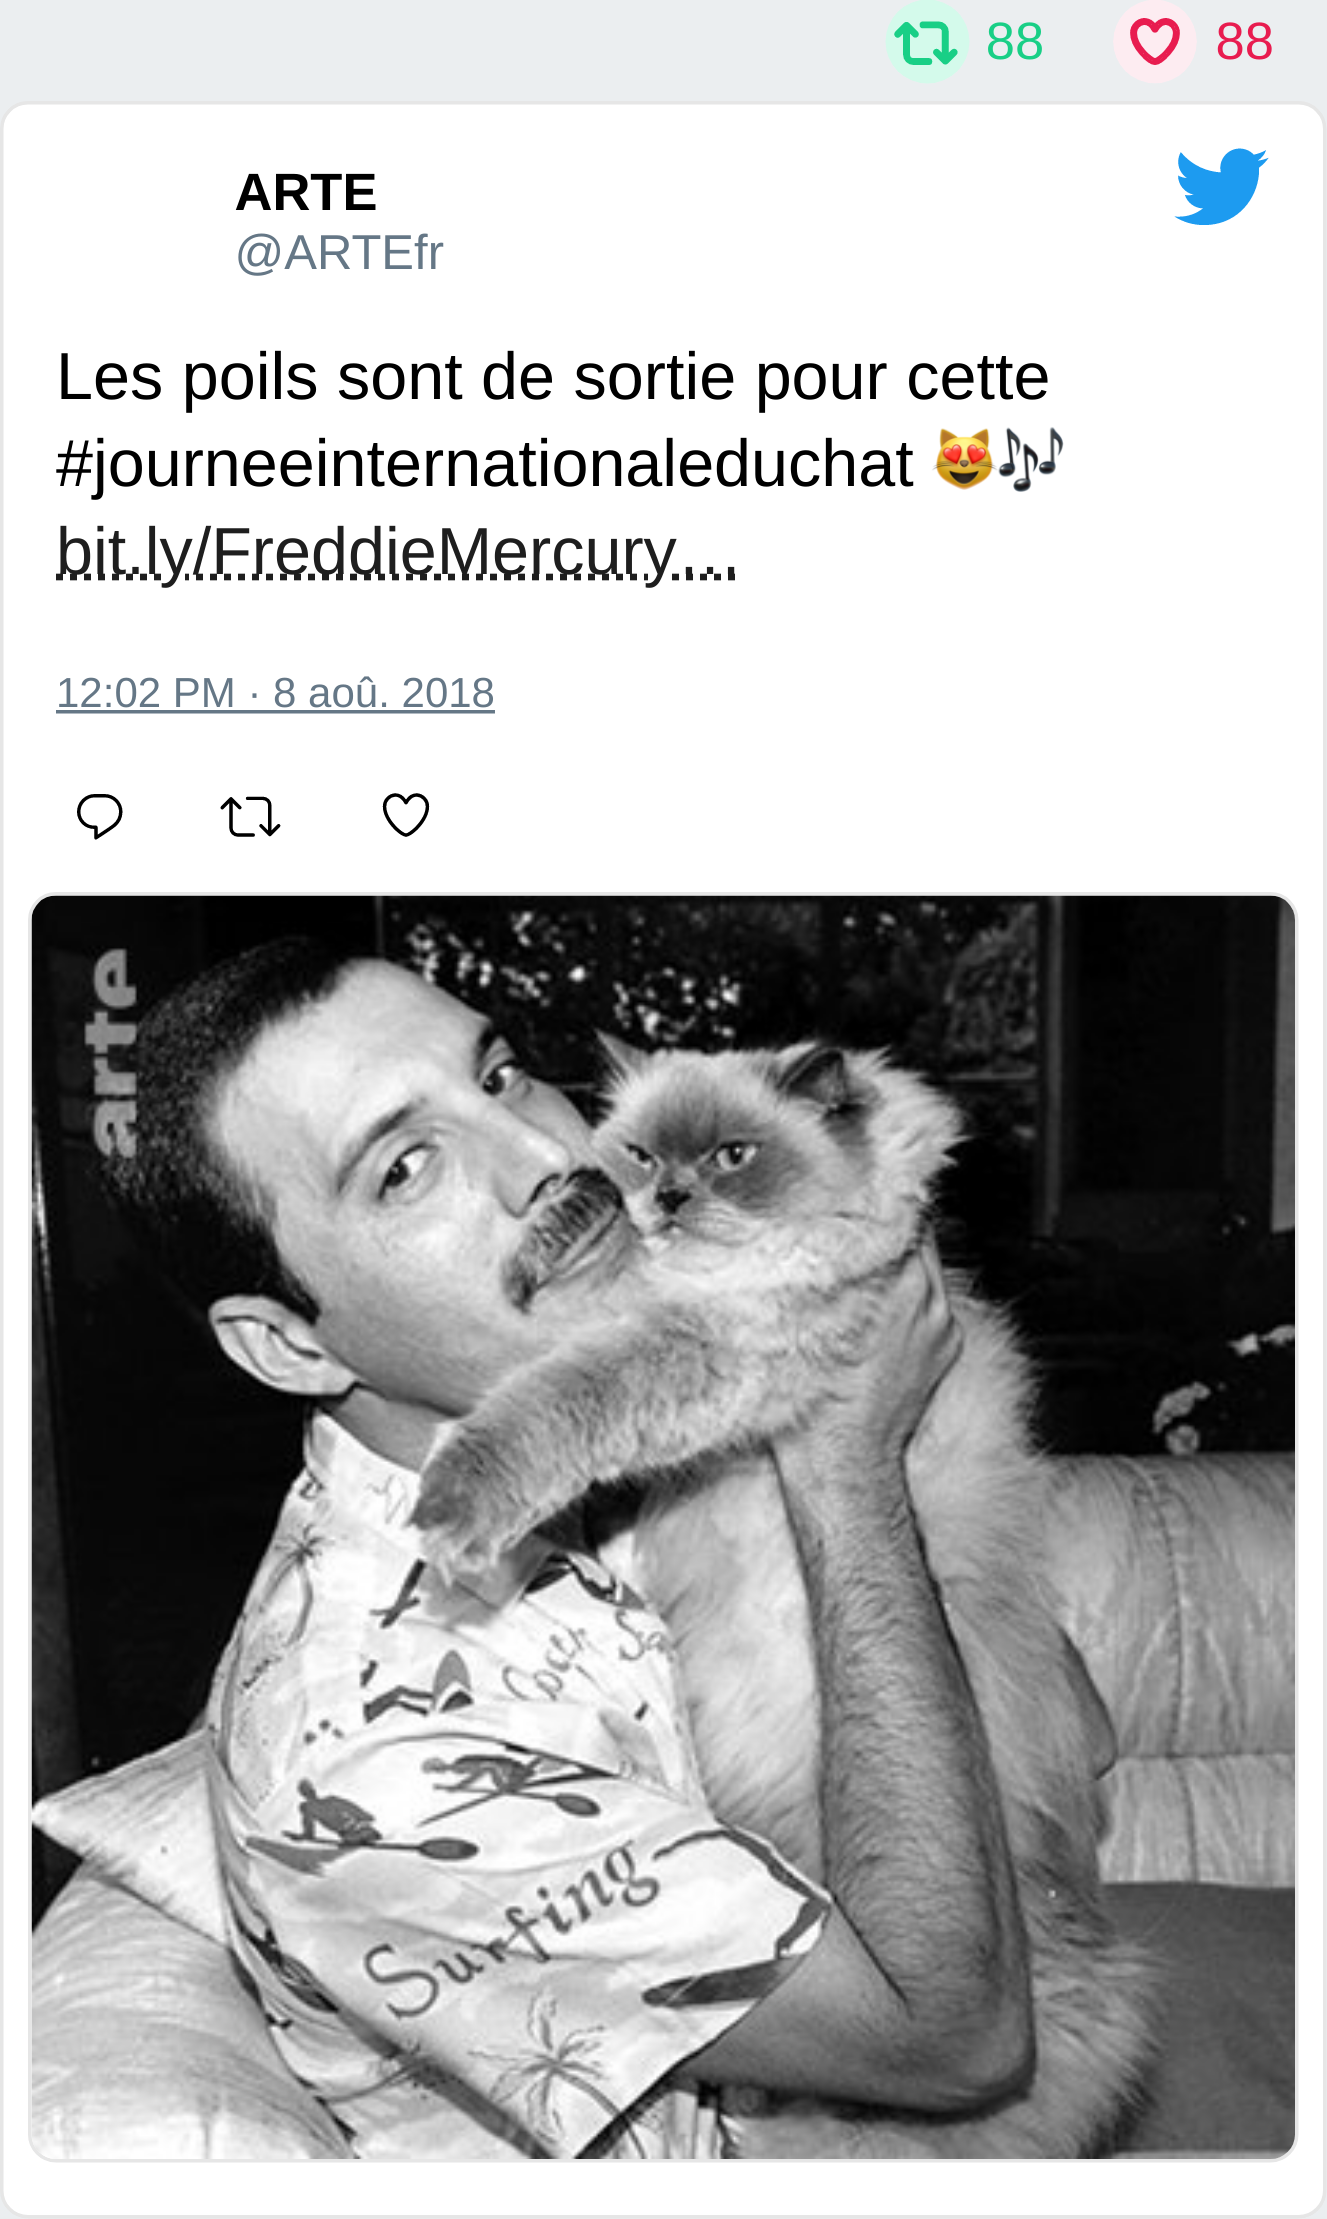 88 88
ARTE
@ARTEfr
Les poils sont de sortie pour cette
#journeeinternationaleduchat 😻🎶
bit.ly/FreddieMercury…
12:02 PM · 8 aoû. 2018
arte
Surfing